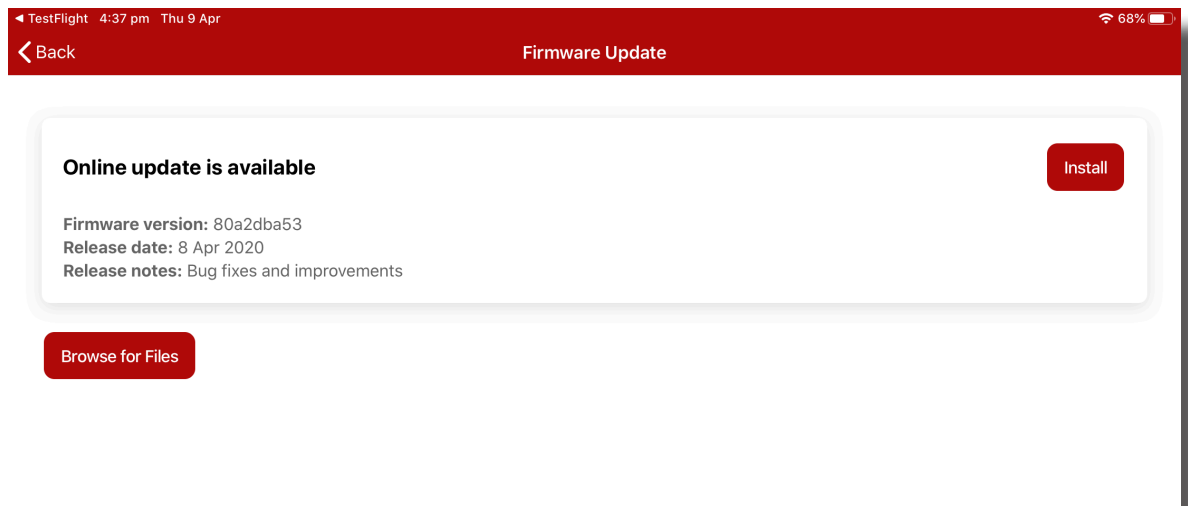 ◀ TestFlight 4:37 pm Thu 9 Apr 68%
Back Firmware Update
Online update is available Install
Firmware version: 80a2dba53
Release date: 8 Apr 2020
Release notes: Bug fixes and improvements
Browse for Files